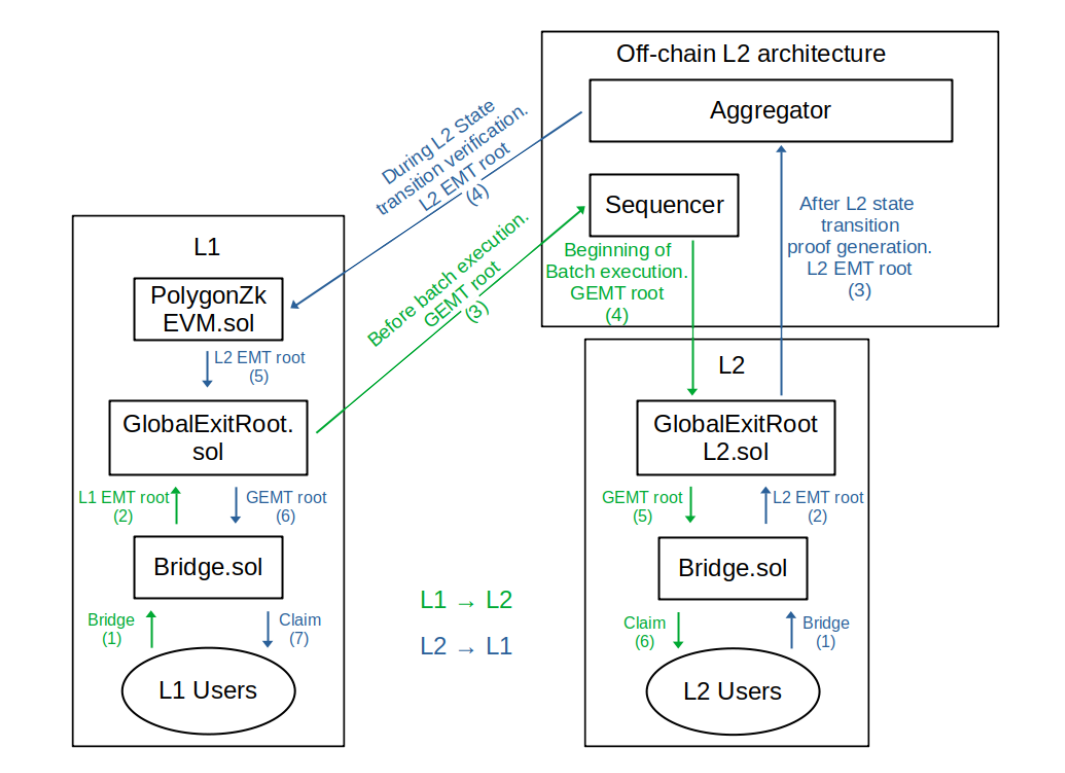 Off-chain L2 architecture
Aggregator
During L2 State
transition verification.
L2 EMT root
(4)
Sequencer
Before batch execution.
GEMT root
(3)
Beginning of
Batch execution.
GEMT root
(4)
After L2 state
transition
proof generation.
L2 EMT root
(3)
L1
PolygonZk
EVM.sol
L2 EMT root
(5)
GlobalExitRoot.
sol
L1 EMT root
(2)
GEMT root
(6)
Bridge.sol
Bridge
(1)
Claim
(7)
L1 Users
L1 → L2
L2 → L1
L2
GlobalExitRoot
L2.sol
GEMT root
(5)
L2 EMT root
(2)
Bridge.sol
Claim
(6)
Bridge
(1)
L2 Users